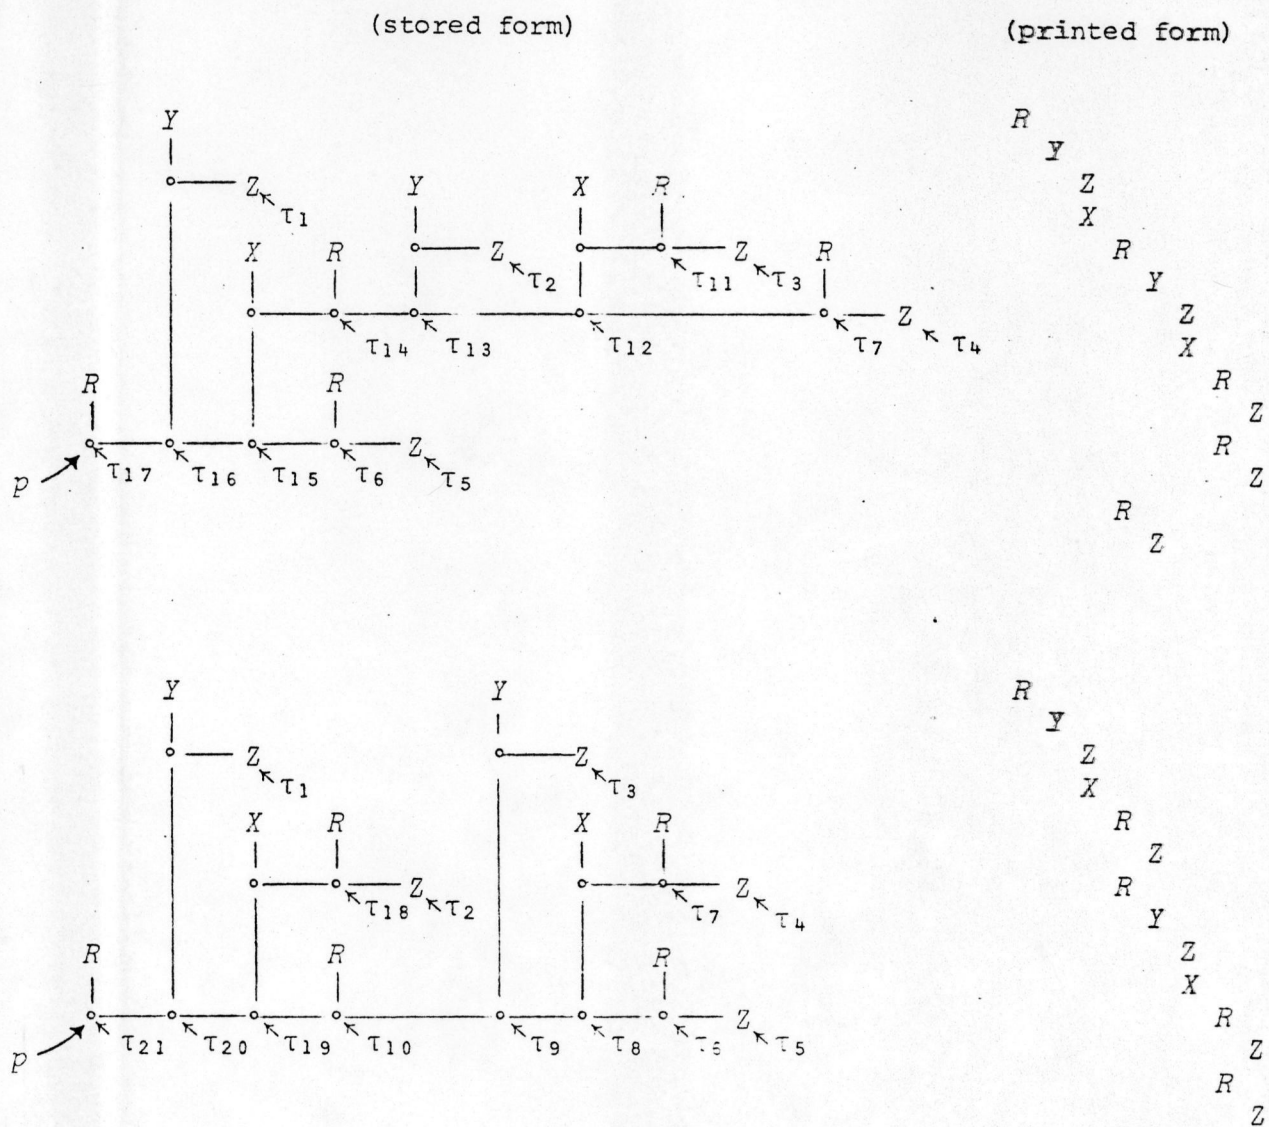 (stored form) (printed form)
Y R
Y
Z Y X R Z
τ1 X
X R Z Z R R
τ2 τ11 τ3 Y
Z Z
τ14 τ13 τ12 τ7 τ4 X
R R R
Z
Z R
p τ17 τ16 τ15 τ6 τ5 Z
R
Z
Y Y R
Y
Z Z Z
τ1 τ3 X
X R X R R
Z
Z Z R
τ18 τ2 τ7 τ4 Y
R R R Z
X
Z R
p τ21 τ20 τ19 τ10 τ9 τ8 τ6 τ5 Z
R
Z